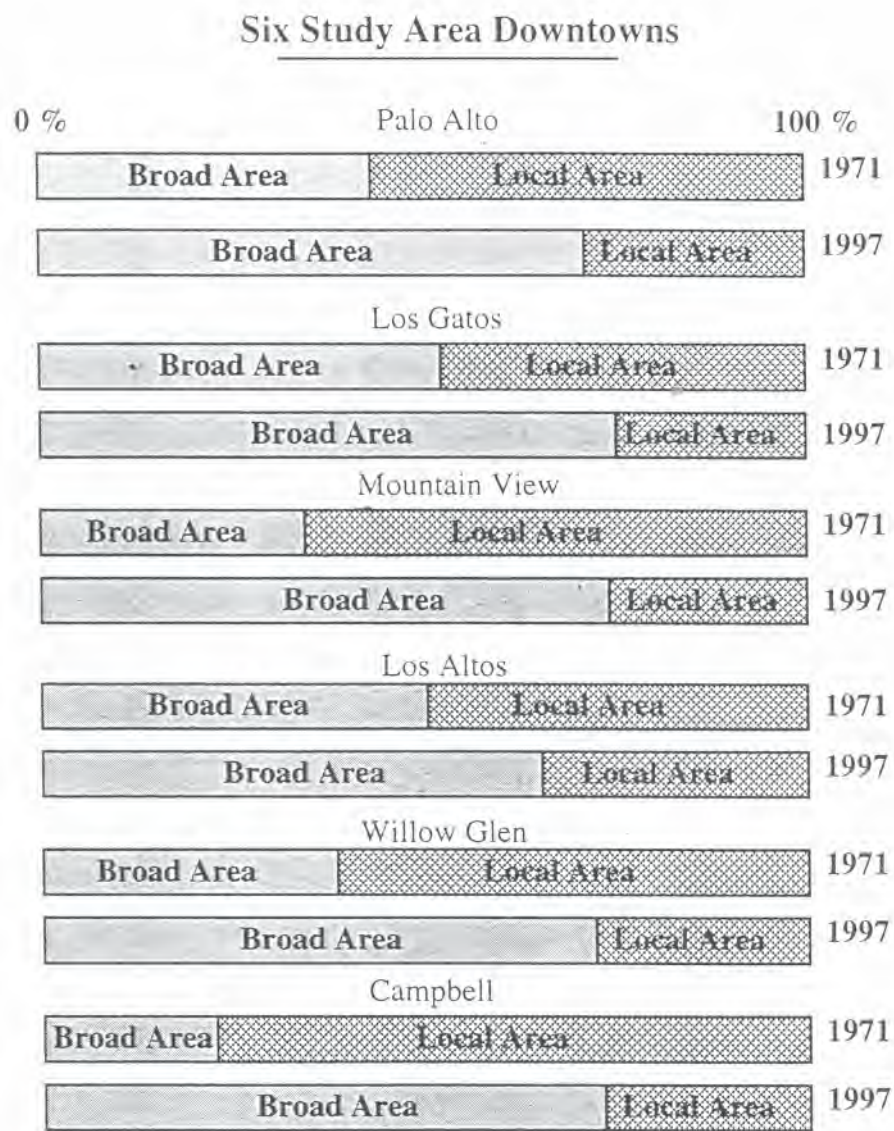 Six Study Area Downtowns
0 % Palo Alto 100 %
Broad Area Local Area 1971
Broad Area Local Area 1997
Los Gatos
Broad Area Local Area 1971
Broad Area Local Area 1997
Mountain View
Broad Area Local Area 1971
Broad Area Local Area 1997
Los Altos
Broad Area Local Area 1971
Broad Area Local Area 1997
Willow Glen
Broad Area Local Area 1971
Broad Area Local Area 1997
Campbell
Broad Area Local Area 1971
Broad Area Local Area 1997